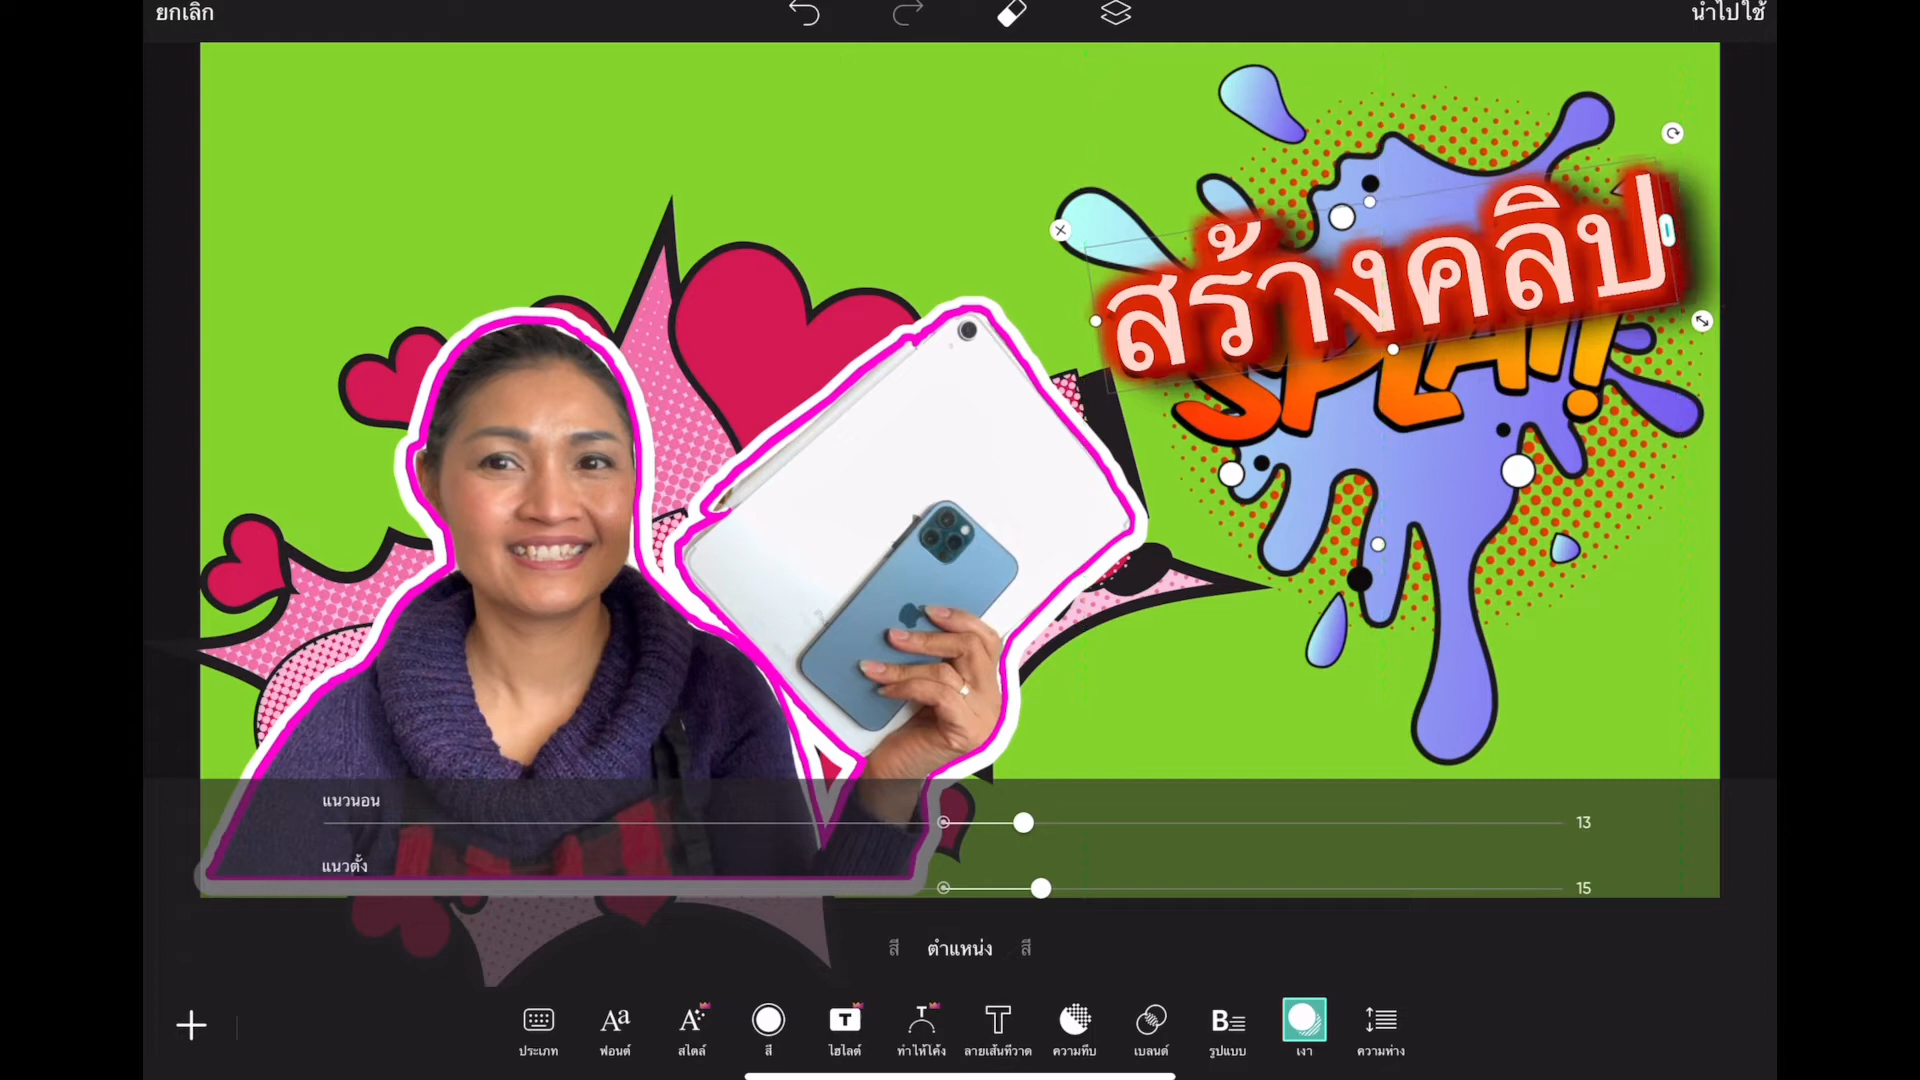 ยกเลิก
นำไปใช้
สร้างคลิป
SPLAT!
แนวนอน
13
แนวตั้ง
15
สี ตำแหน่ง สี
T
ประเภท ฟอนต์ สไตล์ สี ไฮไลต์ ทำให้โค้ง ลายเส้นที่วาด ความทึบ เบลนด์ รูปแบบ เงา ความห่าง